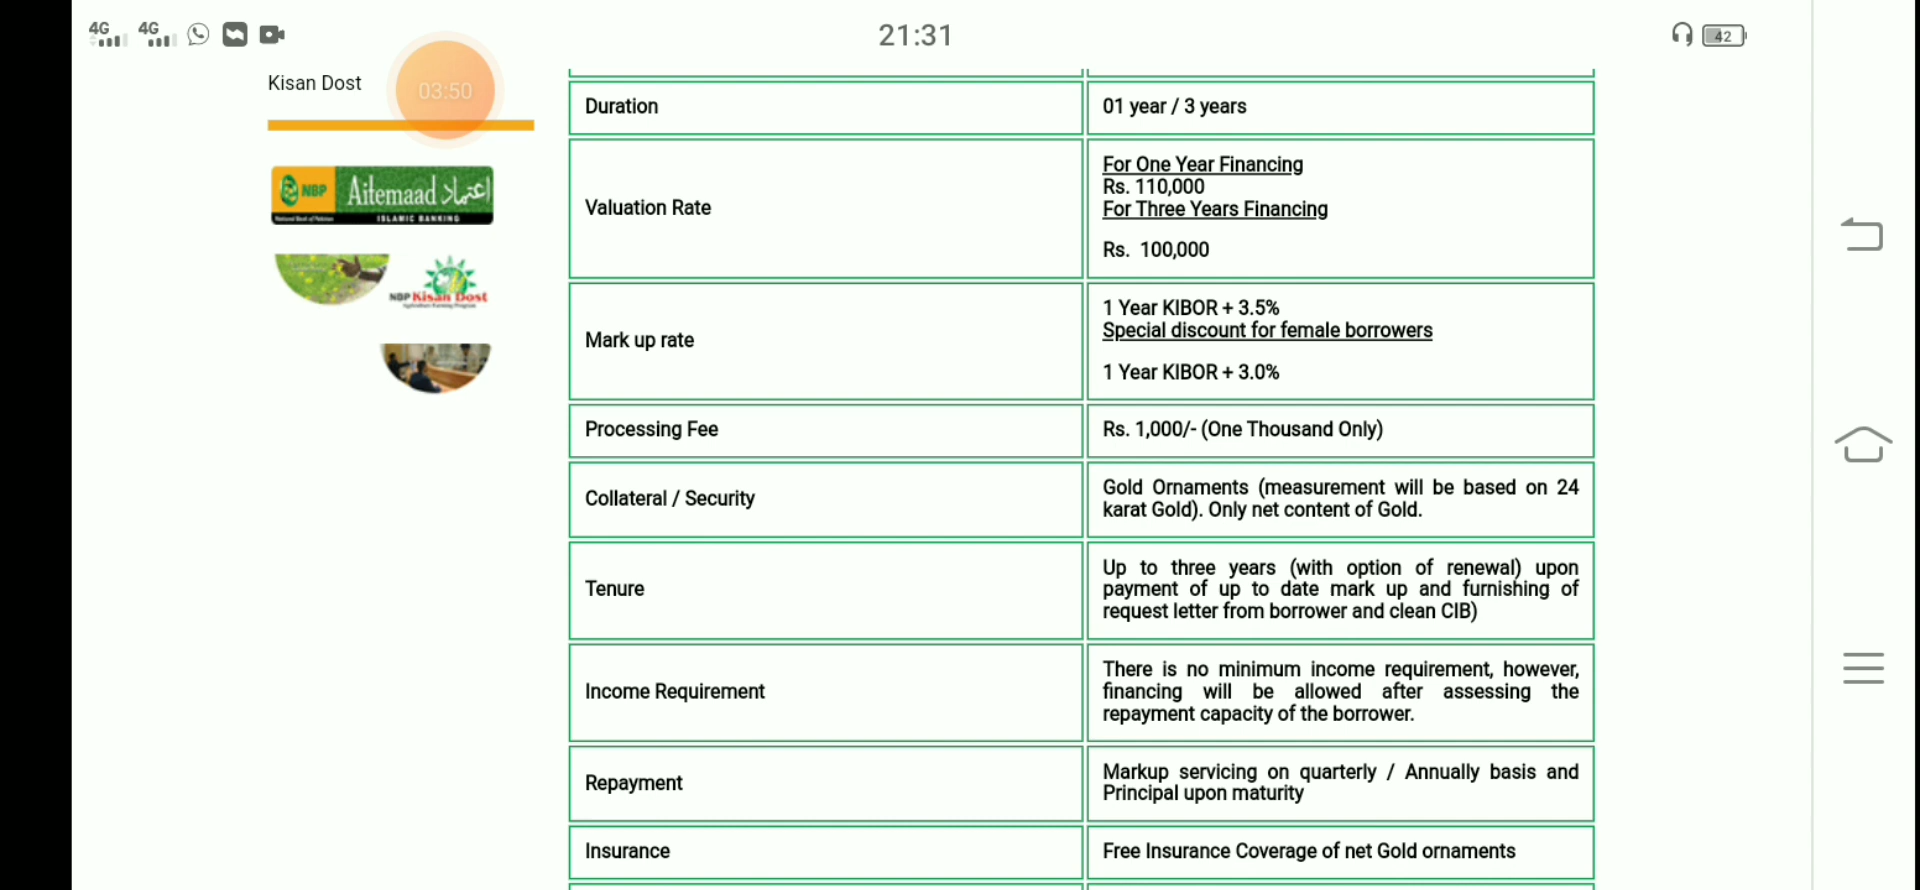 4G 4G 21:31 42
Kisan Dost
03:50
NBP Aitemaad اعتماد
National Bank of Pakistan ISLAMIC BANKING
NBP Kisan Dost
Duration 01 year / 3 years
Valuation Rate
For One Year Financing
Rs. 110,000
For Three Years Financing
Rs. 100,000
Mark up rate
1 Year KIBOR + 3.5%
Special discount for female borrowers
1 Year KIBOR + 3.0%
Processing Fee Rs. 1,000/- (One Thousand Only)
Collateral / Security
Gold Ornaments (measurement will be based on 24
karat Gold). Only net content of Gold.
Tenure
Up to three years (with option of renewal) upon
payment of up to date mark up and furnishing of
request letter from borrower and clean CIB)
Income Requirement
There is no minimum income requirement, however,
financing will be allowed after assessing the
repayment capacity of the borrower.
Repayment
Markup servicing on quarterly / Annually basis and
Principal upon maturity
Insurance Free Insurance Coverage of net Gold ornaments